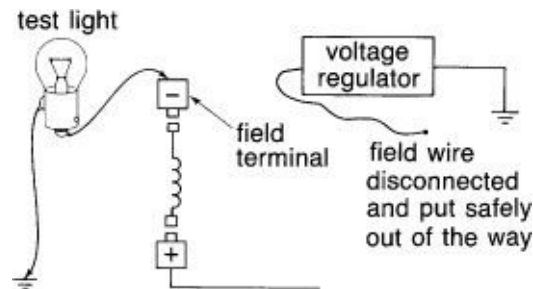 test light
−
field
terminal
+
voltage
regulator
field wire
disconnected
and put safely
out of the way